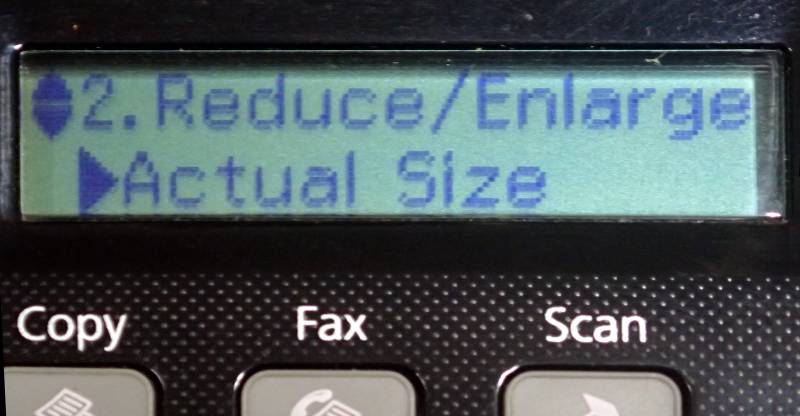 2.Reduce/Enlarge
Actual Size
Copy Fax Scan